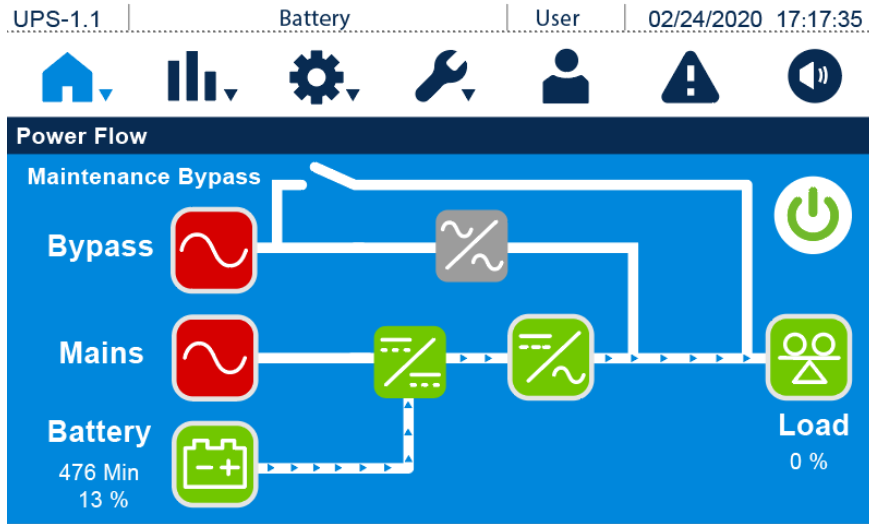 UPS-1.1 Battery User 02/24/2020 17:17:35
Power Flow
Maintenance Bypass
Bypass
Mains
Battery
476 Min
13 %
Load
0 %